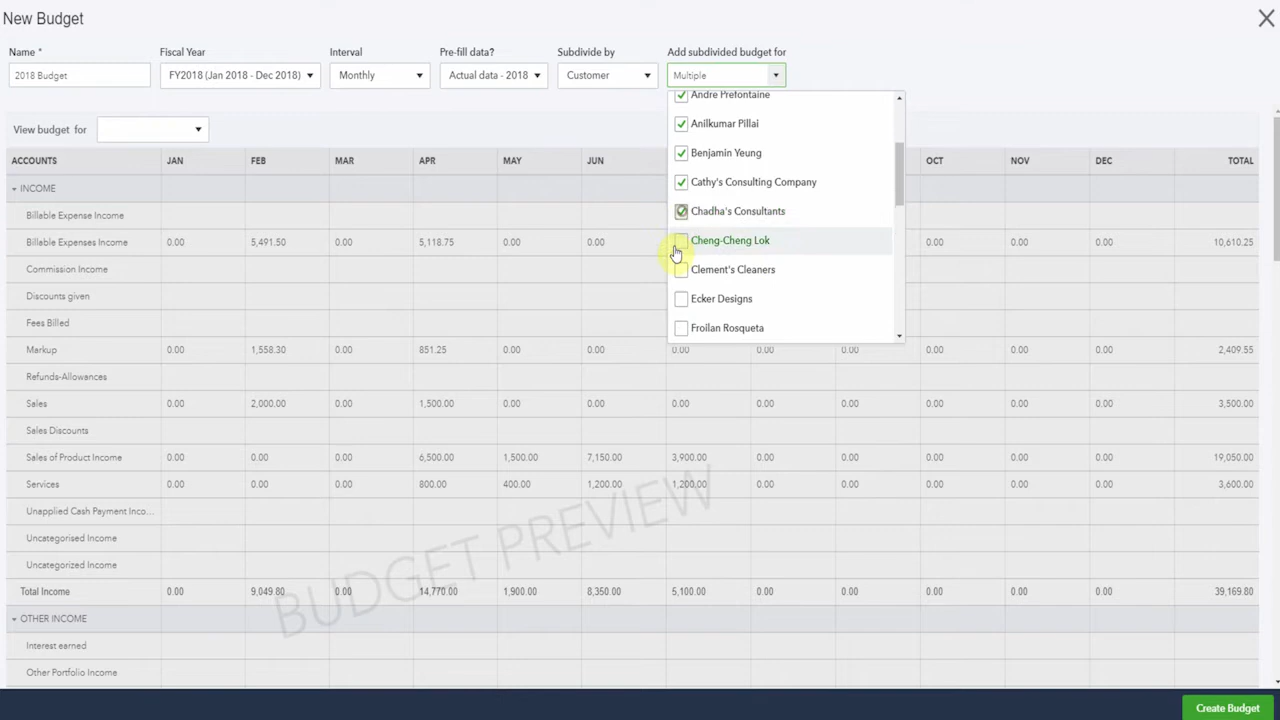 New Budget
Name * Fiscal Year Interval Pre-fill data? Subdivide by Add subdivided budget for
2018 Budget FY2018 (Jan 2018 - Dec 2018) Monthly Actual data - 2018 Customer Multiple
Andre Prefontaine
Anilkumar Pillai
Benjamin Yeung
Cathy's Consulting Company
Chadha's Consultants
Cheng-Cheng Lok
Clement's Cleaners
Ecker Designs
Froilan Rosqueta
View budget for
ACCOUNTS JAN FEB MAR APR MAY JUN OCT NOV DEC TOTAL
INCOME
Billable Expense Income
Billable Expenses Income 0.00 5,491.50 0.00 5,118.75 0.00 0.00 0.00 0.00 0.00 10,610.25
Commission Income
Discounts given
Fees Billed
Markup 0.00 1,558.30 0.00 851.25 0.00 0.00 0.00 0.00 0.00 0.00 0.00 0.00 2,409.55
Refunds-Allowances
Sales 0.00 2,000.00 0.00 1,500.00 0.00 0.00 0.00 0.00 0.00 0.00 0.00 0.00 3,500.00
Sales Discounts
Sales of Product Income 0.00 0.00 0.00 6,500.00 1,500.00 7,150.00 3,900.00 0.00 0.00 0.00 0.00 0.00 19,050.00
Services 0.00 0.00 0.00 800.00 400.00 1,200.00 1,200.00 0.00 0.00 0.00 0.00 0.00 3,600.00
Unapplied Cash Payment Inco...
Uncategorised Income
Uncategorized Income
Total Income 0.00 9,049.80 0.00 14,770.00 1,900.00 8,350.00 5,100.00 0.00 0.00 0.00 0.00 0.00 39,169.80
OTHER INCOME
Interest earned
Other Portfolio Income
BUDGET PREVIEW
Create Budget